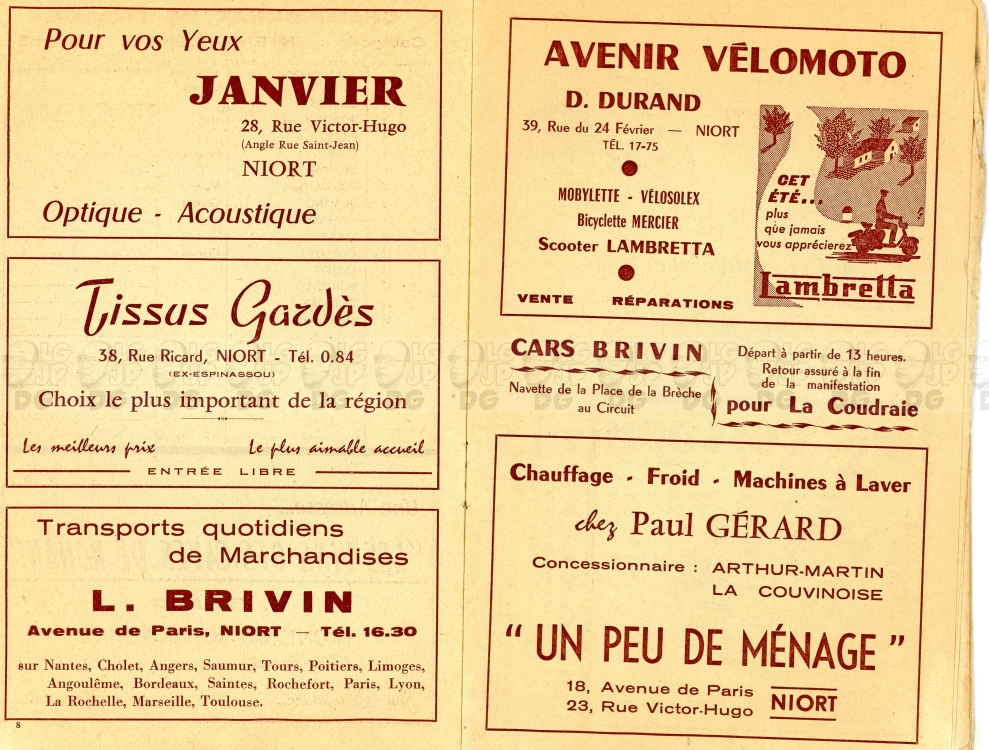 Pour vos Yeux
JANVIER
28, Rue Victor-Hugo
(Angle Rue Saint-Jean)
NIORT
Optique - Acoustique
Tissus Gardès
38, Rue Ricard, NIORT - Tél. 0.84
(EX-ESPINASSOU)
Choix le plus important de la région
Les meilleurs prix Le plus aimable accueil
ENTRÉE LIBRE
Transports quotidiens
de Marchandises
L. BRIVIN
Avenue de Paris, NIORT — Tél. 16.30
sur Nantes, Cholet, Angers, Saumur, Tours, Poitiers, Limoges,
Angoulême, Bordeaux, Saintes, Rochefort, Paris, Lyon,
La Rochelle, Marseille, Toulouse.
8
AVENIR VÉLOMOTO
D. DURAND
39, Rue du 24 Février — NIORT
TÉL. 17-75
MOBYLETTE - VÉLOSOLEX
Bicyclette MERCIER
Scooter LAMBRETTA
VENTE RÉPARATIONS
CET
ÉTÉ...
plus
que jamais
vous apprécierez
Lambretta
CARS BRIVIN
Navette de la Place de la Brèche
au Circuit
Départ à partir de 13 heures.
Retour assuré à la fin
de la manifestation
pour La Coudraie
Chauffage - Froid - Machines à Laver
chez Paul GÉRARD
Concessionnaire : ARTHUR-MARTIN
LA COUVINOISE
" UN PEU DE MÉNAGE "
18, Avenue de Paris
23, Rue Victor-Hugo
NIORT